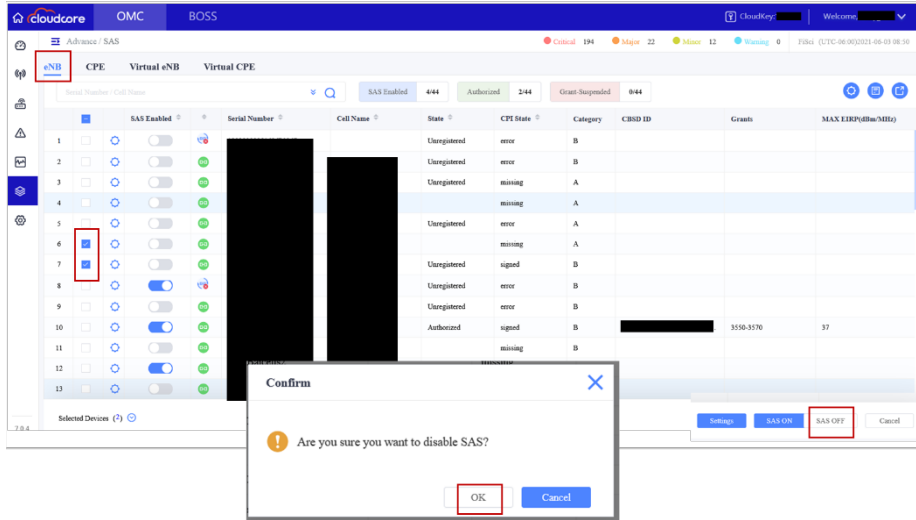 cloudcore OMC BOSS CloudKey: Welcome,
Advance / SAS Critical 194 Major 22 Minor 12 Warning 0 (UTC-06:00)2021-06-03 08:50
eNB CPE Virtual eNB Virtual CPE
Serial Number / Cell Name SAS Enabled 4/44 Authorized 2/44 Grant-Suspended 0/44
SAS Enabled Serial Number Cell Name State CPI State Category CBSD ID Grants MAX EIRP(dBm/MHz)
1 Unregistered error B
2 Unregistered error B
3 Unregistered missing A
4 missing A
5 Unregistered error A
6 missing A
7 Unregistered signed B
8 Unregistered error B
9 Unregistered error B
10 Authorized signed B 3550-3570 37
11 missing B
12 missing
13
Selected Devices (2)
Settings SAS ON SAS OFF Cancel
Confirm
Are you sure you want to disable SAS?
OK Cancel